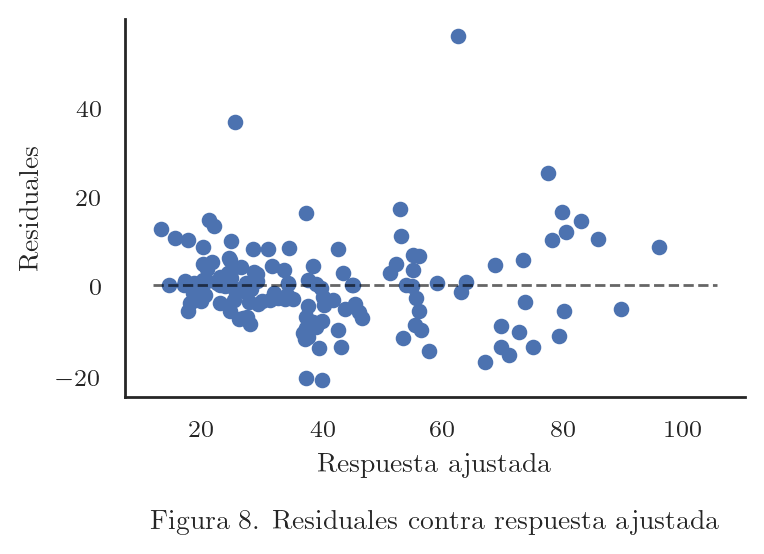 Residuales
40
20
0
−20
20 40 60 80 100
Respuesta ajustada
Figura 8. Residuales contra respuesta ajustada